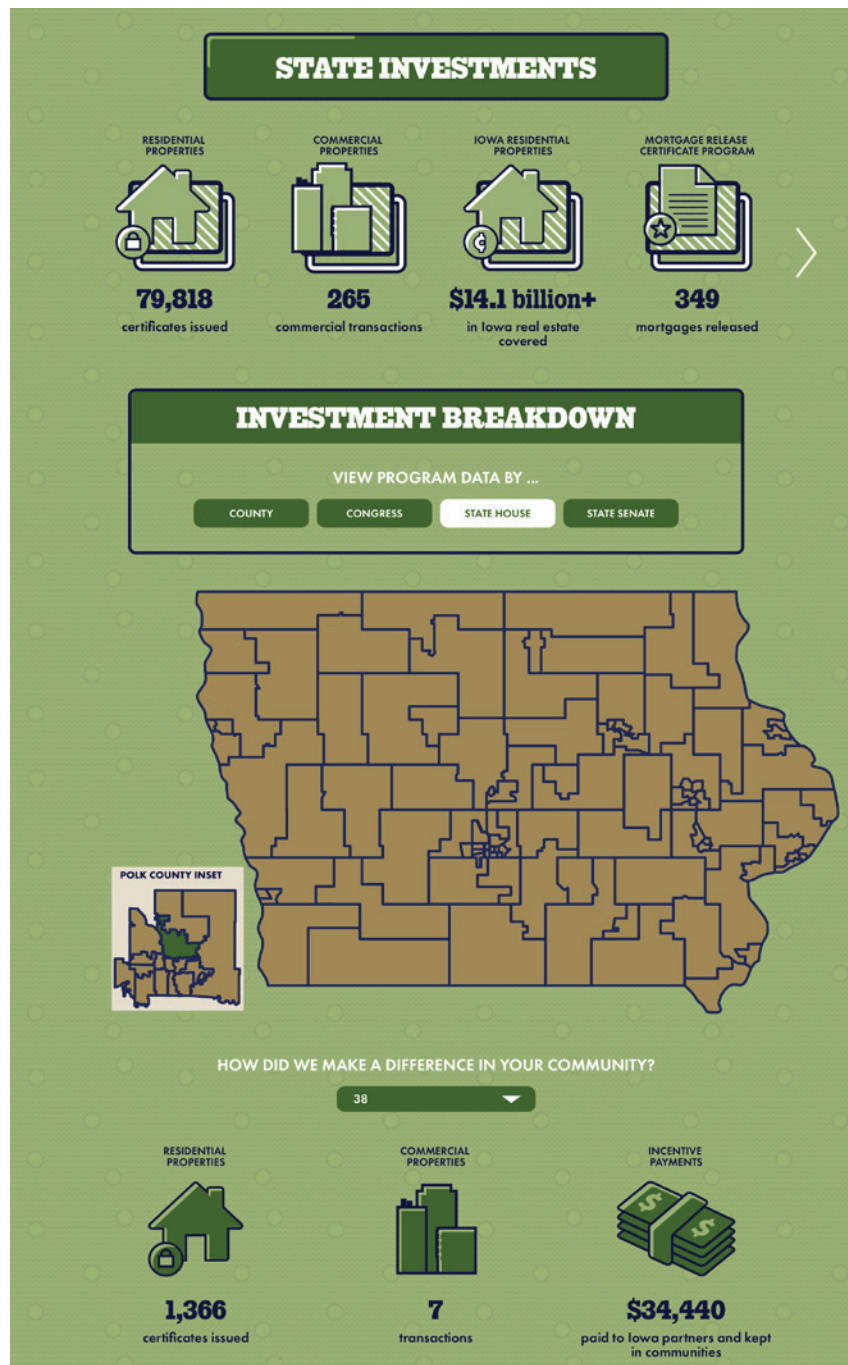 STATE INVESTMENTS
RESIDENTIAL
PROPERTIES
COMMERCIAL
PROPERTIES
IOWA RESIDENTIAL
PROPERTIES
MORTGAGE RELEASE
CERTIFICATE PROGRAM
79,818
certificates issued
265
commercial transactions
$14.1 billion+
in Iowa real estate
covered
349
mortgages released
INVESTMENT BREAKDOWN
VIEW PROGRAM DATA BY ...
COUNTY
CONGRESS
STATE HOUSE
STATE SENATE
POLK COUNTY INSET
HOW DID WE MAKE A DIFFERENCE IN YOUR COMMUNITY?
38
RESIDENTIAL
PROPERTIES
COMMERCIAL
PROPERTIES
INCENTIVE
PAYMENTS
$
$
1,366
certificates issued
7
transactions
$34,440
paid to Iowa partners and kept
in communities